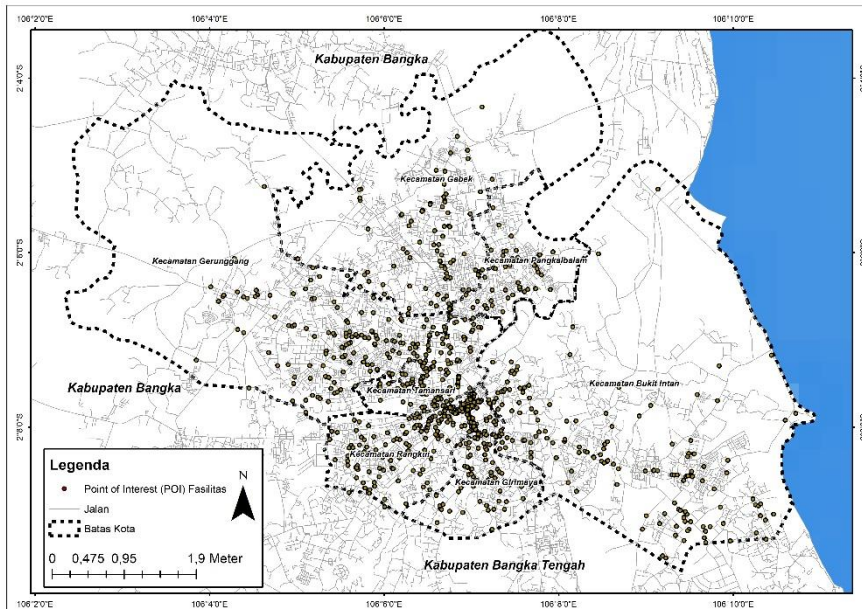 106°2'0"E 106°4'0"E 106°6'0"E 106°8'0"E 106°10'0"E
Kabupaten Bangka
2°4'0"S
Kecamatan Gabek
2°6'0"S
Kecamatan Gerunggang
Kecamatan Pangkalbalam
Kabupaten Bangka
Kecamatan Bukit Intan
Kecamatan Tamansari
2°8'0"S
Kecamatan Rangkui
Kecamatan Girimaya
Legenda
Point of Interest (POI) Fasilitas
Jalan
Batas Kota
N
0 0,475 0,95 1,9 Meter
Kabupaten Bangka Tengah
106°2'0"E 106°4'0"E 106°6'0"E 106°8'0"E 106°10'0"E